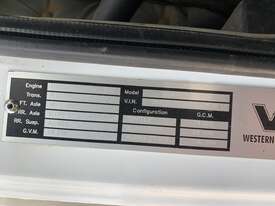 Engine Model
Trans. V.I.N.
FT. Axle Configuration G.C.M.
RR. Axle
RR. Susp.
G.V.M.
WESTERN